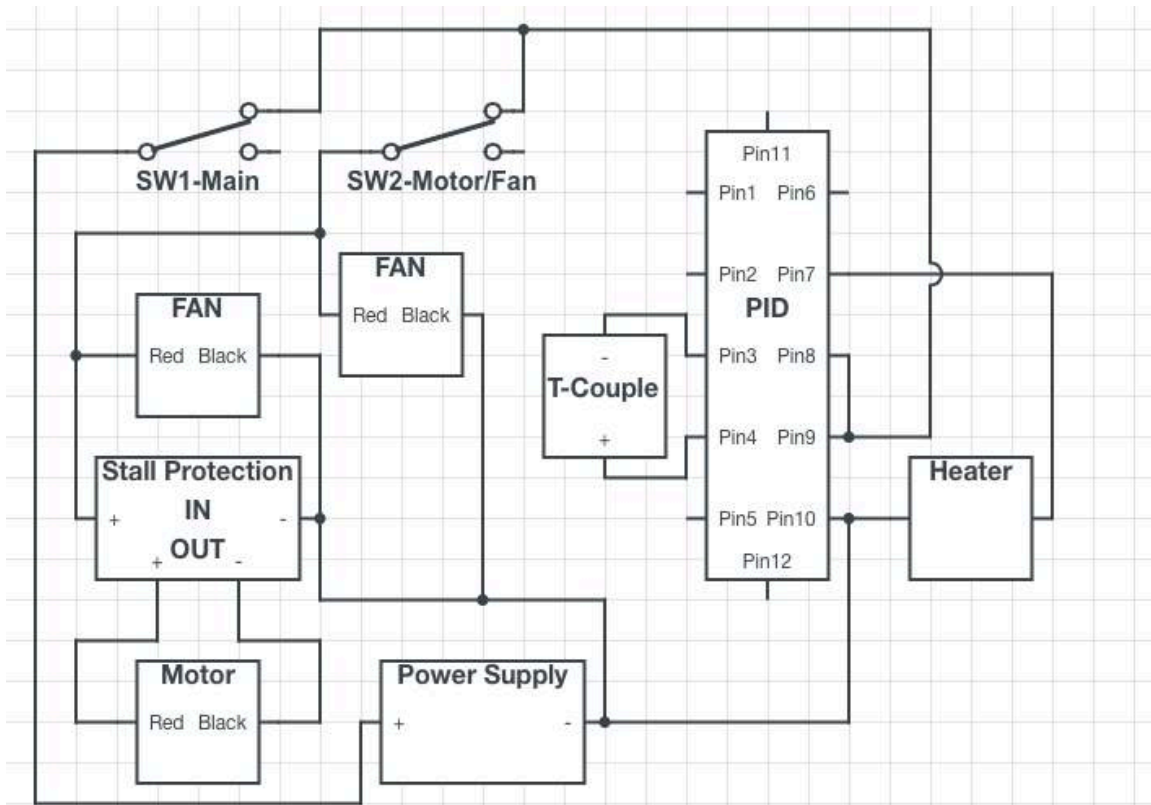 SW1-Main
SW2-Motor/Fan
Pin11
Pin1 Pin6
FAN
Pin2 Pin7
FAN
PID
Red Black
Red Black
-
Pin3 Pin8
T-Couple
+
Pin4 Pin9
Stall Protection
Heater
IN
+ -
OUT
Pin5 Pin10
+ -
Pin12
Motor
Power Supply
Red Black
+ -